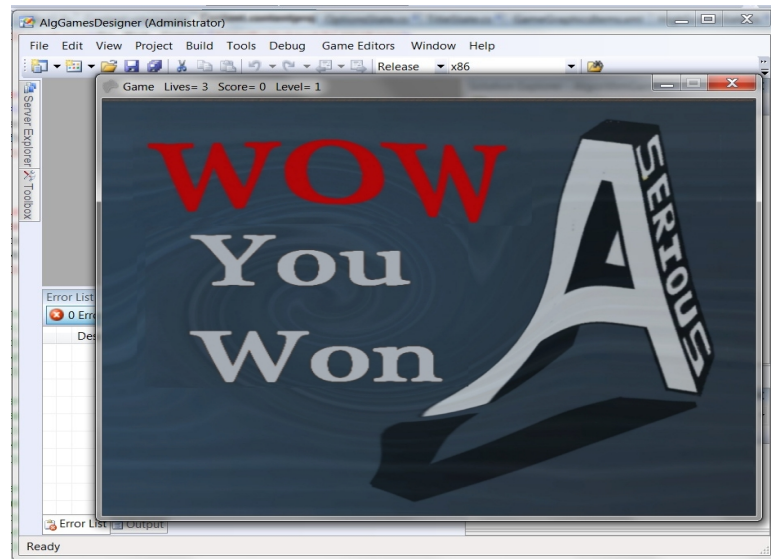 AlgGamesDesigner (Administrator)
File Edit View Project Build Tools Debug Game Editors Window Help
Release x86
Server Explorer
Toolbox
Game Lives= 3 Score= 0 Level= 1
WOW
You
Won
A
SERIOUS
Error List
0 Erro
Des
Error List Output
Ready